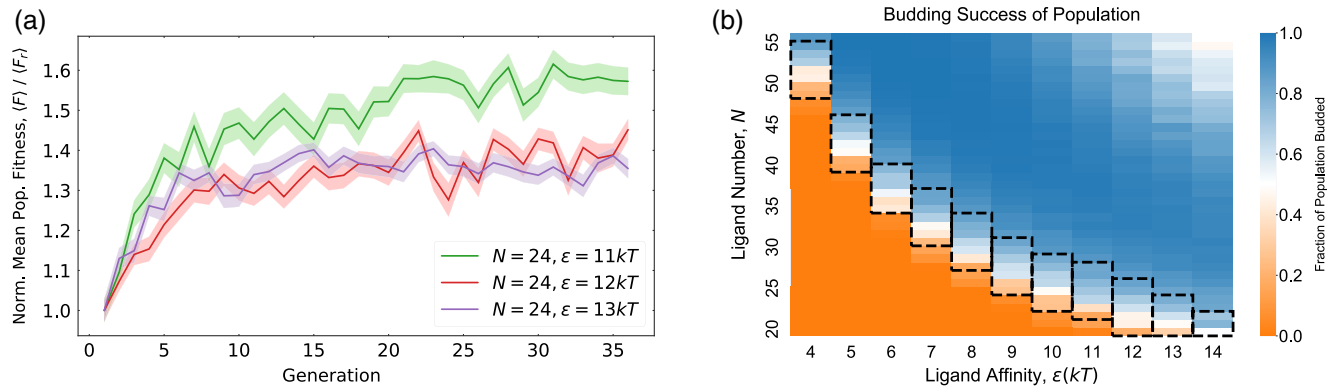 (a)
Norm. Mean Pop. Fitness, ⟨F⟩ / ⟨Fᵣ⟩
1.6
1.5
1.4
1.3
1.2
1.1
1.0
N = 24, ε = 11kT
N = 24, ε = 12kT
N = 24, ε = 13kT
0 5 10 15 20 25 30 35
Generation
(b)
Budding Success of Population
Ligand Number, N
55
50
45
40
35
30
25
20
4 5 6 7 8 9 10 11 12 13 14
Ligand Affinity, ε(kT)
1.0
0.8
0.6
0.4
0.2
0.0
Fraction of Population Budded